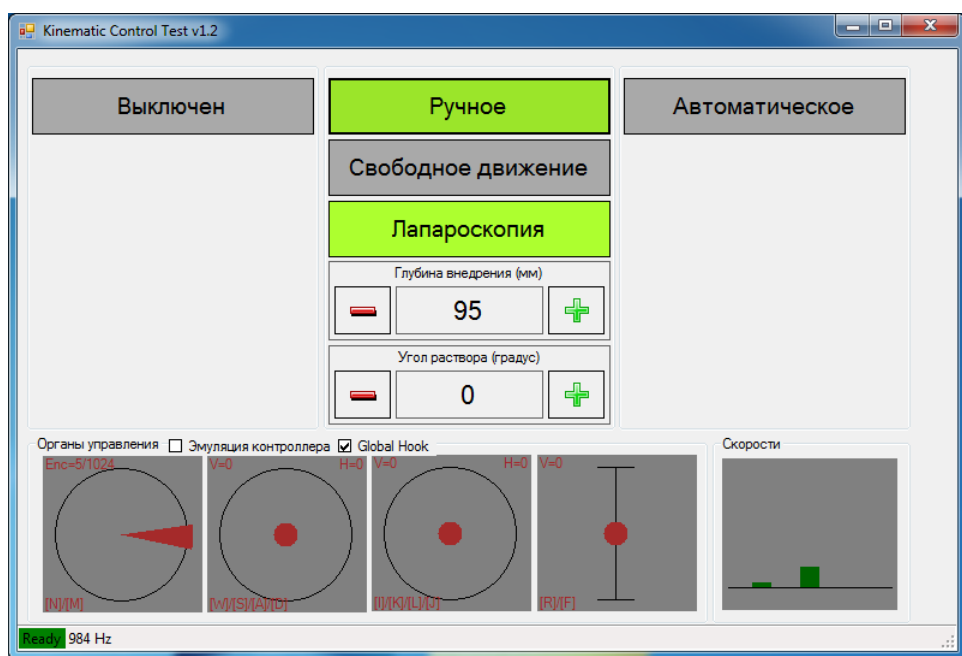 Kinematic Control Test v1.2
Выключен
Ручное
Автоматическое
Свободное движение
Лапароскопия
Глубина внедрения (мм)
95
Угол раствора (градус)
0
Органы управления Эмуляция контроллера Global Hook
Скорости
Enc=5/1024
V=0 H=0
V=0 H=0
V=0
[N]/[M]
[W]/[S]/[A]/[D]
[I]/[K]/[L]/[J]
[R]/[F]
Ready 984 Hz